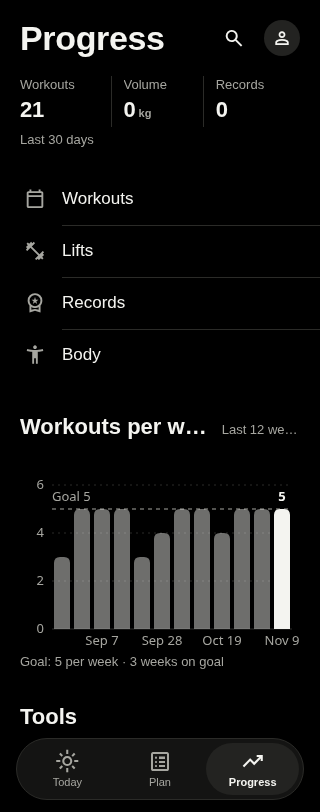 Progress
Workouts
Volume
Records
21
0 kg
0
Last 30 days
Workouts
Lifts
Records
Body
Workouts per w…
Last 12 we…
6
Goal 5
5
4
2
0
Sep 7
Sep 28
Oct 19
Nov 9
Goal: 5 per week · 3 weeks on goal
Tools
Today
Plan
Progress